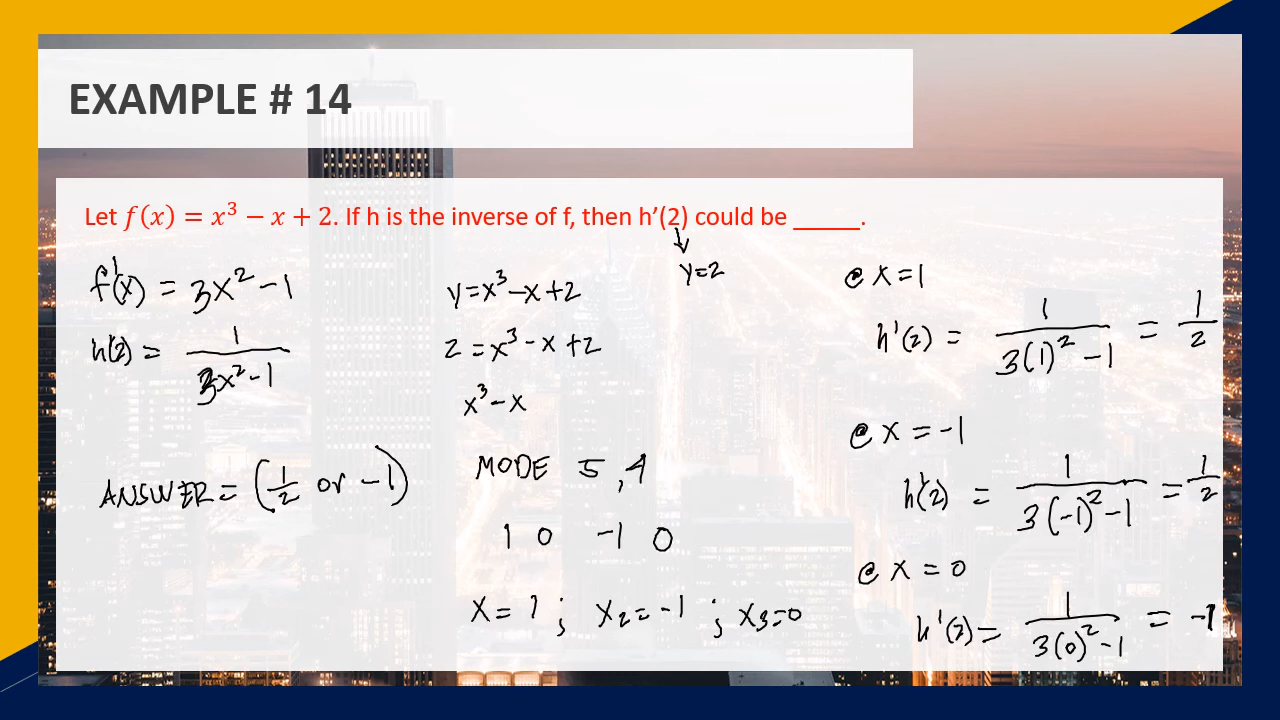 EXAMPLE # 14
Let f(x) = x³ − x + 2. If h is the inverse of f, then h’(2) could be ______.
y=2
f'(x) = 3x² −1
h'(2) = 1/(3x² −1)
ANSWER = (1/2 or −1)
y = x³ −x +2
2 = x³ − x +2
x³ − x
MODE 5 , 4
1 0 −1 0
x = 1 ; x₂ = −1 ; x₃=0
@ x = 1
h'(2) = 1/(3(1)² −1) = 1/2
@ x = −1
h'(2) = 1/(3(−1)² −1) = 1/2
@ x = 0
h'(2) = 1/(3(0)² −1) = −1